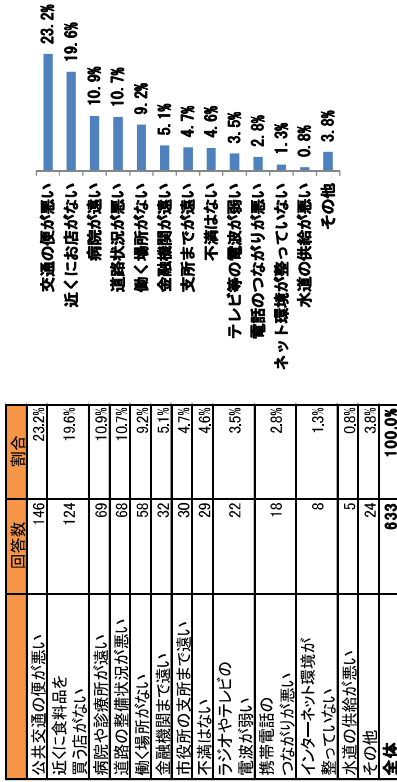 回答数 割合
公共交通の便が悪い 146 23.2%
近くに食料品を
買う店がない 124 19.6%
病院や診療所が遠い 69 10.9%
道路の整備状況が悪い 68 10.7%
働く場所がない 58 9.2%
金融機関まで遠い 32 5.1%
市役所の支所まで遠い 30 4.7%
不満はない 29 4.6%
ラジオやテレビの
電波が弱い 22 3.5%
携帯電話の
つながりが悪い 18 2.8%
インターネット環境が
整っていない 8 1.3%
水道の供給が悪い 5 0.8%
その他 24 3.8%
全体 633 100.0%
交通の便が悪い 23.2%
近くにお店がない 19.6%
病院が遠い 10.9%
道路状況が悪い 10.7%
働く場所がない 9.2%
金融機関が遠い 5.1%
支所までが遠い 4.7%
不満はない 4.6%
テレビ等の電波が弱い 3.5%
電話のつながりが悪い 2.8%
ネット環境が整っていない 1.3%
水道の供給が悪い 0.8%
その他 3.8%